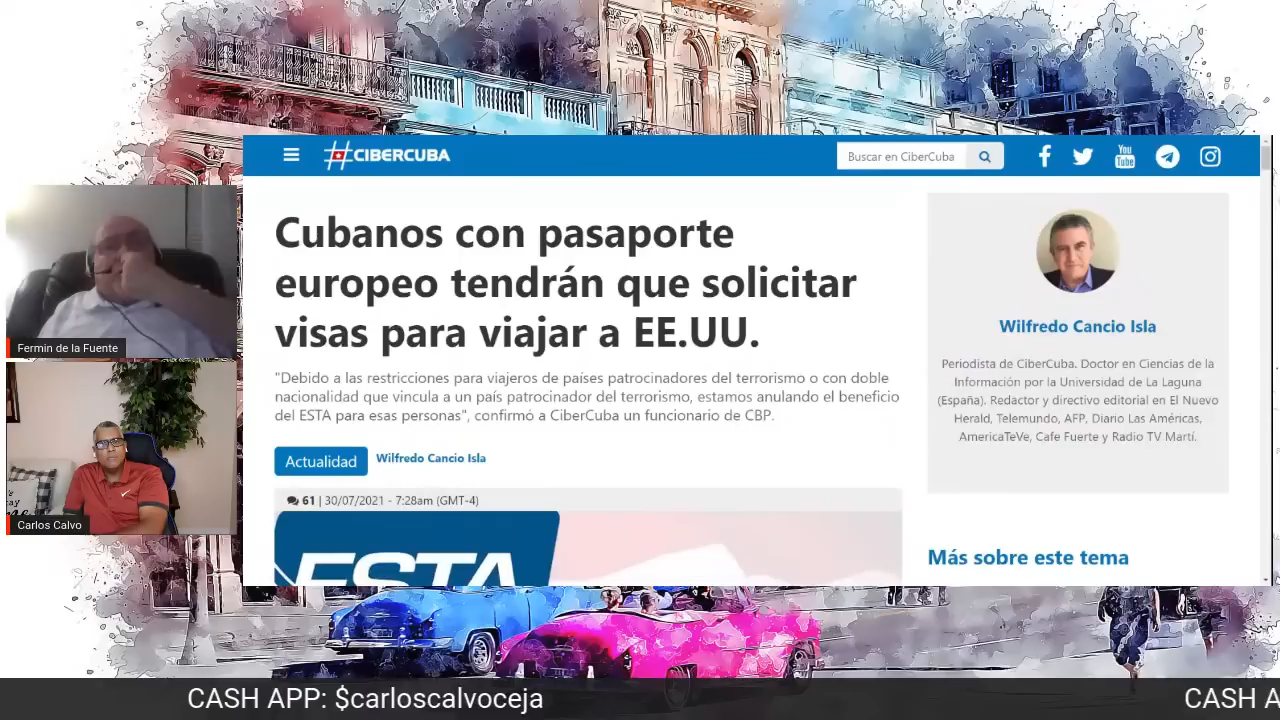 #CIBERCUBA
Buscar en CiberCuba
You
Tube
Cubanos con pasaporte
europeo tendrán que solicitar
visas para viajar a EE.UU.
"Debido a las restricciones para viajeros de países patrocinadores del terrorismo o con doble
nacionalidad que vincula a un país patrocinador del terrorismo, estamos anulando el beneficio
del ESTA para esas personas", confirmó a CiberCuba un funcionario de CBP.
Actualidad
Wilfredo Cancio Isla
61 | 30/07/2021 - 7:28am (GMT-4)
ESTA
Wilfredo Cancio Isla
Periodista de CiberCuba. Doctor en Ciencias de la
Información por la Universidad de La Laguna
(España). Redactor y directivo editorial en El Nuevo
Herald, Telemundo, AFP, Diario Las Américas,
AmericaTeVe, Cafe Fuerte y Radio TV Martí.
Más sobre este tema
Fermin de la Fuente
Carlos Calvo
CASH APP: $carloscalvoceja
CASH A